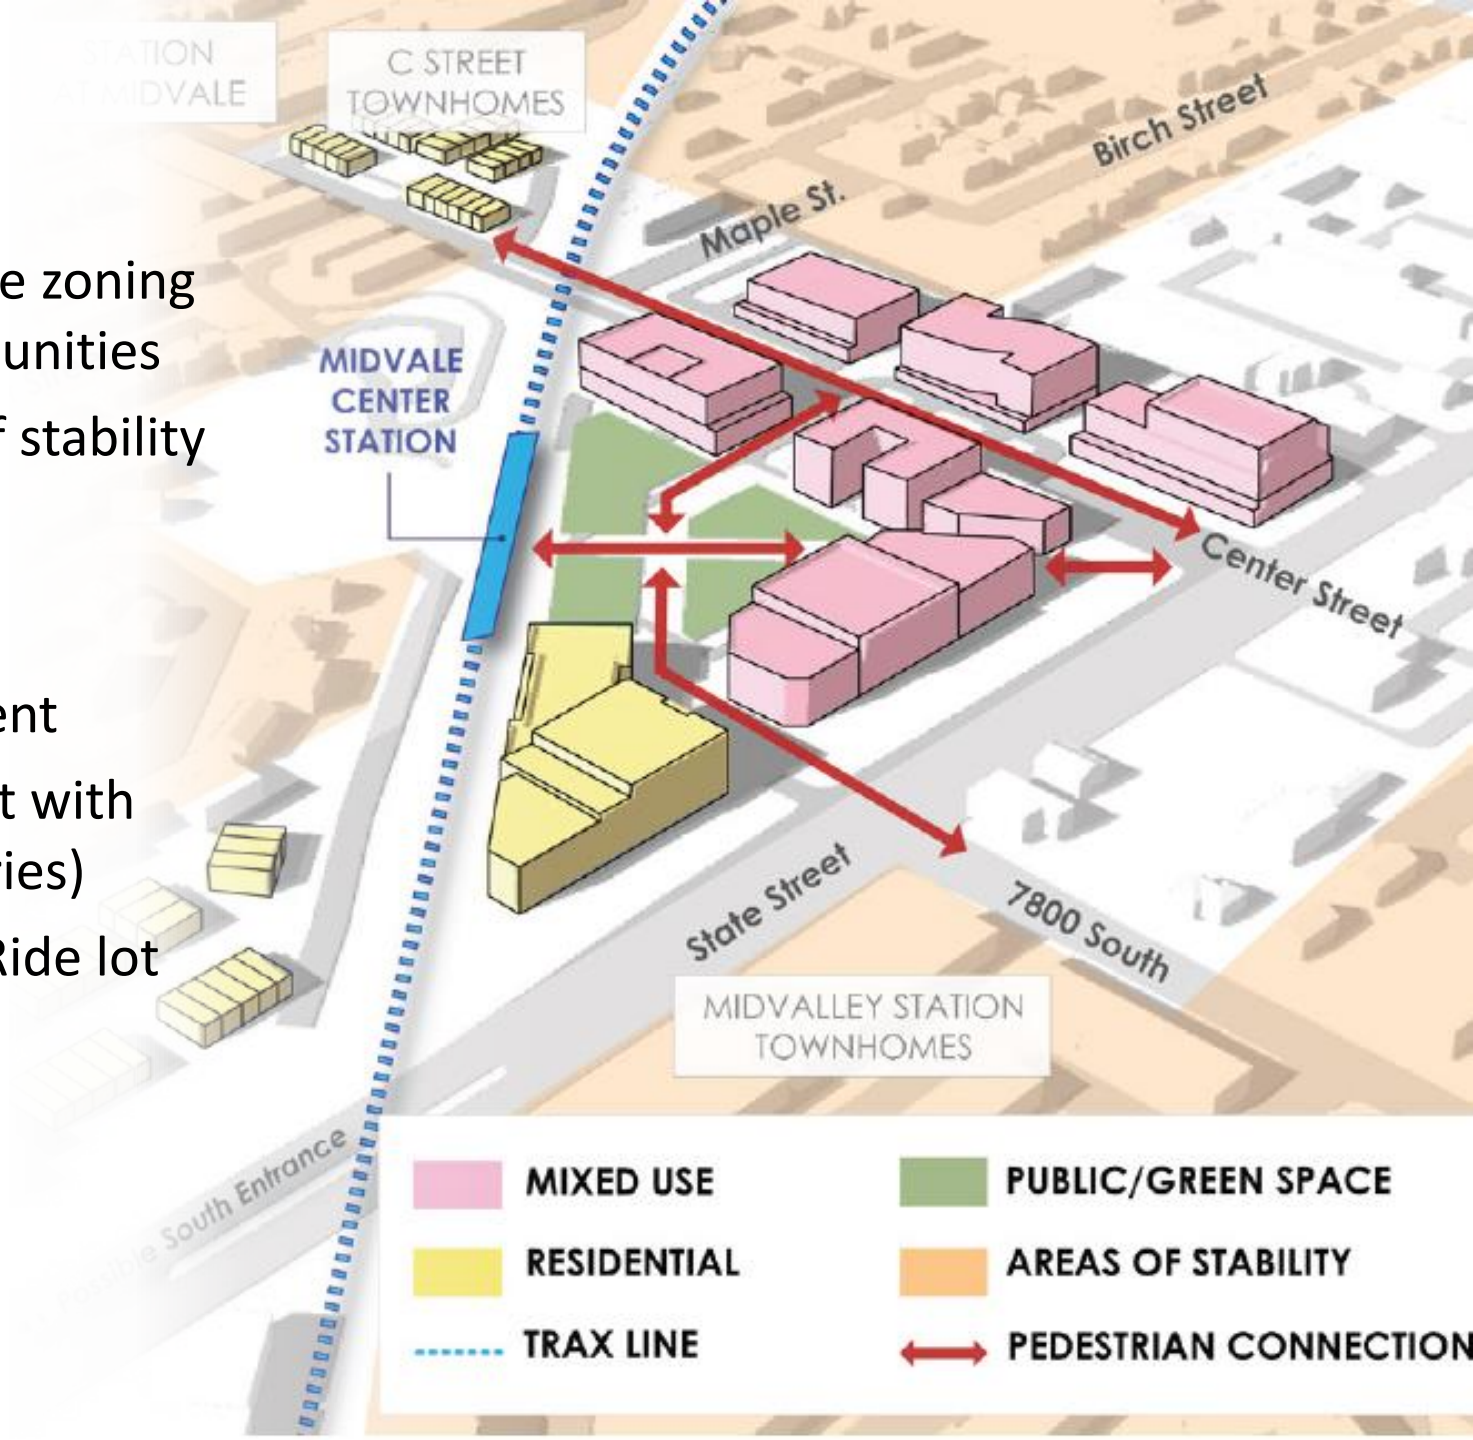 STATION
AT MIDVALE
C STREET
TOWNHOMES
Birch Street
Maple St.
e zoning
unities
f stability
MIDVALE
CENTER
STATION
Center Street
ent
t with
ries)
Ride lot
State Street
7800 South
MIDVALLEY STATION
TOWNHOMES
Possible South Entrance
MIXED USE
PUBLIC/GREEN SPACE
RESIDENTIAL
AREAS OF STABILITY
TRAX LINE
PEDESTRIAN CONNECTION